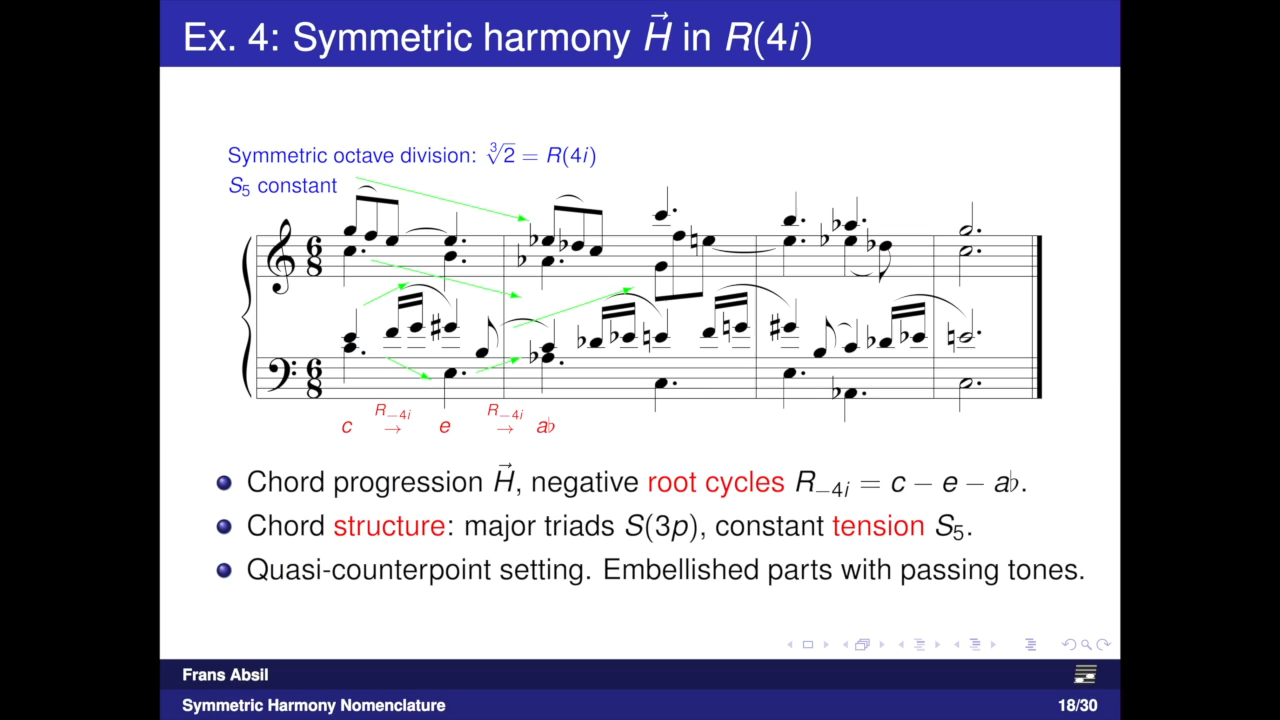 Ex. 4: Symmetric harmony H⃗ in R(4i)
Symmetric octave division: ∛2 = R(4i)
S₅ constant
6 8
6 8
R₋₄ᵢ R₋₄ᵢ
c → e → a♭
Chord progression H⃗, negative root cycles R₋₄ᵢ = c − e − a♭.
Chord structure: major triads S(3p), constant tension S₅.
Quasi-counterpoint setting. Embellished parts with passing tones.
Frans Absil
Symmetric Harmony Nomenclature 18/30